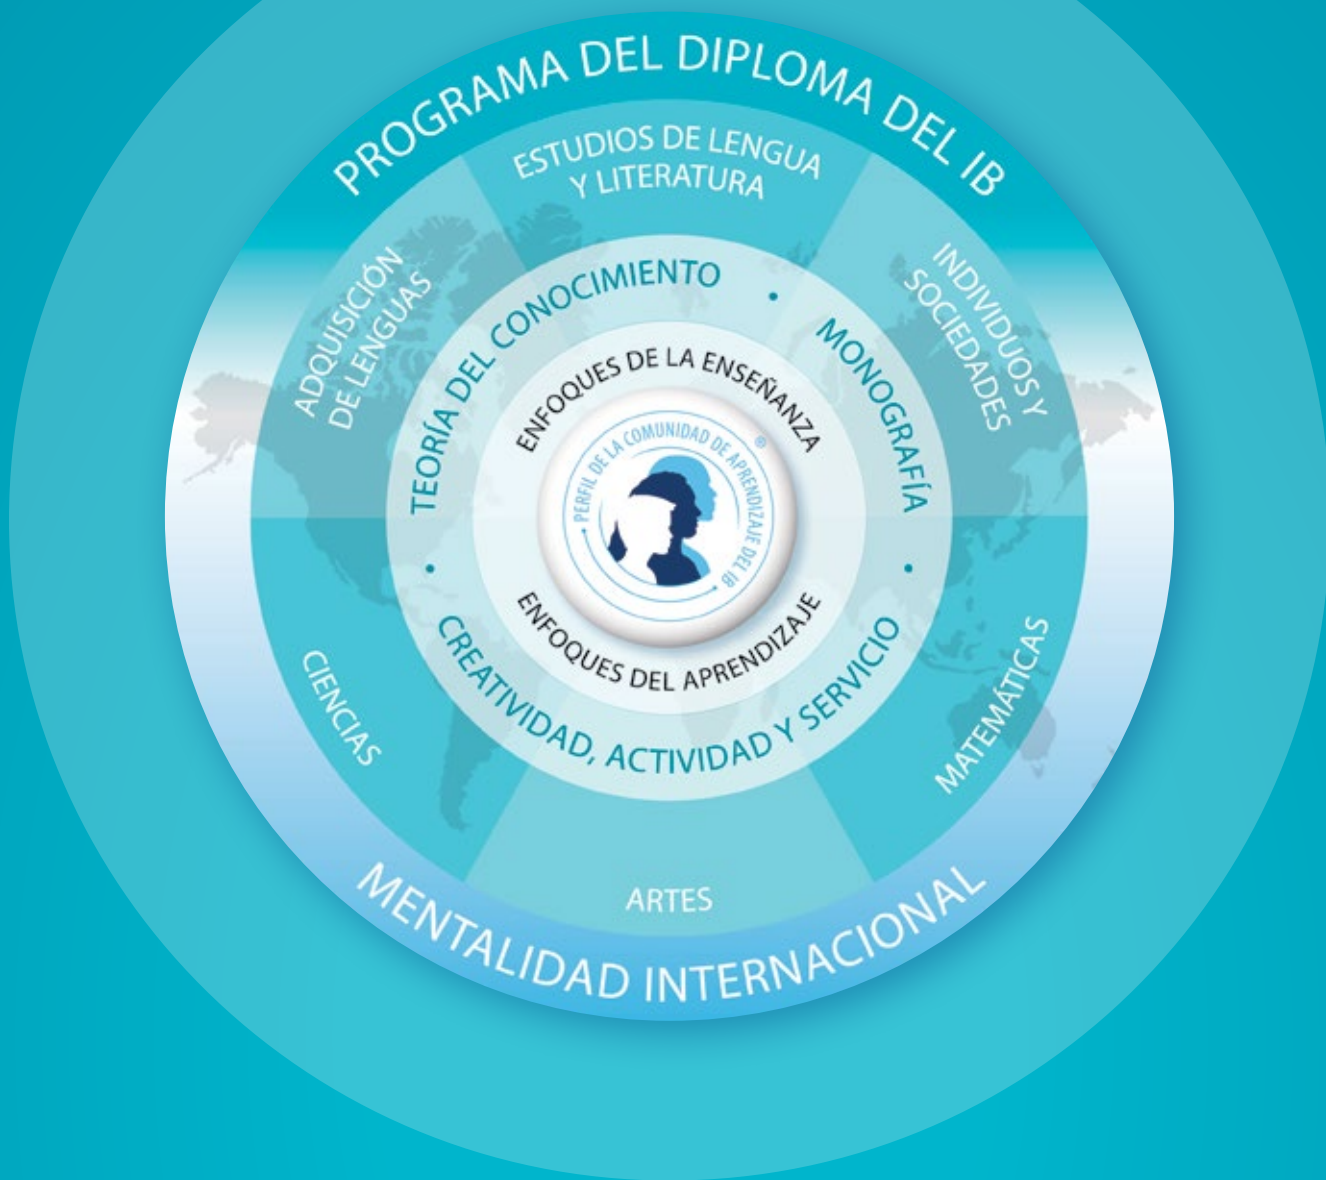 PROGRAMA DEL DIPLOMA DEL IB
ESTUDIOS DE LENGUA
Y LITERATURA
ADQUISICIÓN
DE LENGUAS
INDIVIDUOS Y
SOCIEDADES
TEORÍA DEL CONOCIMIENTO
•
MONOGRAFÍA
ENFOQUES DE LA ENSEÑANZA
• PERFIL DE LA COMUNIDAD DE APRENDIZAJE DEL IB •
®
ENFOQUES DEL APRENDIZAJE
• CREATIVIDAD, ACTIVIDAD Y SERVICIO •
CIENCIAS
MATEMÁTICAS
ARTES
MENTALIDAD INTERNACIONAL